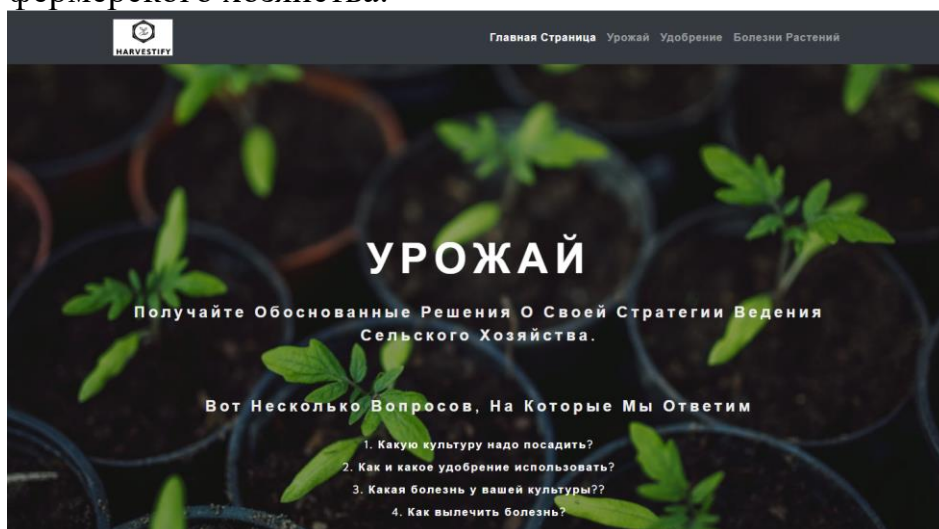 фермерского хозяйства.
HARVESTIFY
Главная Страница Урожай Удобрение Болезни Растений
УРОЖАЙ
Получайте Обоснованные Решения О Своей Стратегии Ведения
Сельского Хозяйства.
Вот Несколько Вопросов, На Которые Мы Ответим
1. Какую культуру надо посадить?
2. Как и какое удобрение использовать?
3. Какая болезнь у вашей культуры??
4. Как вылечить болезнь?